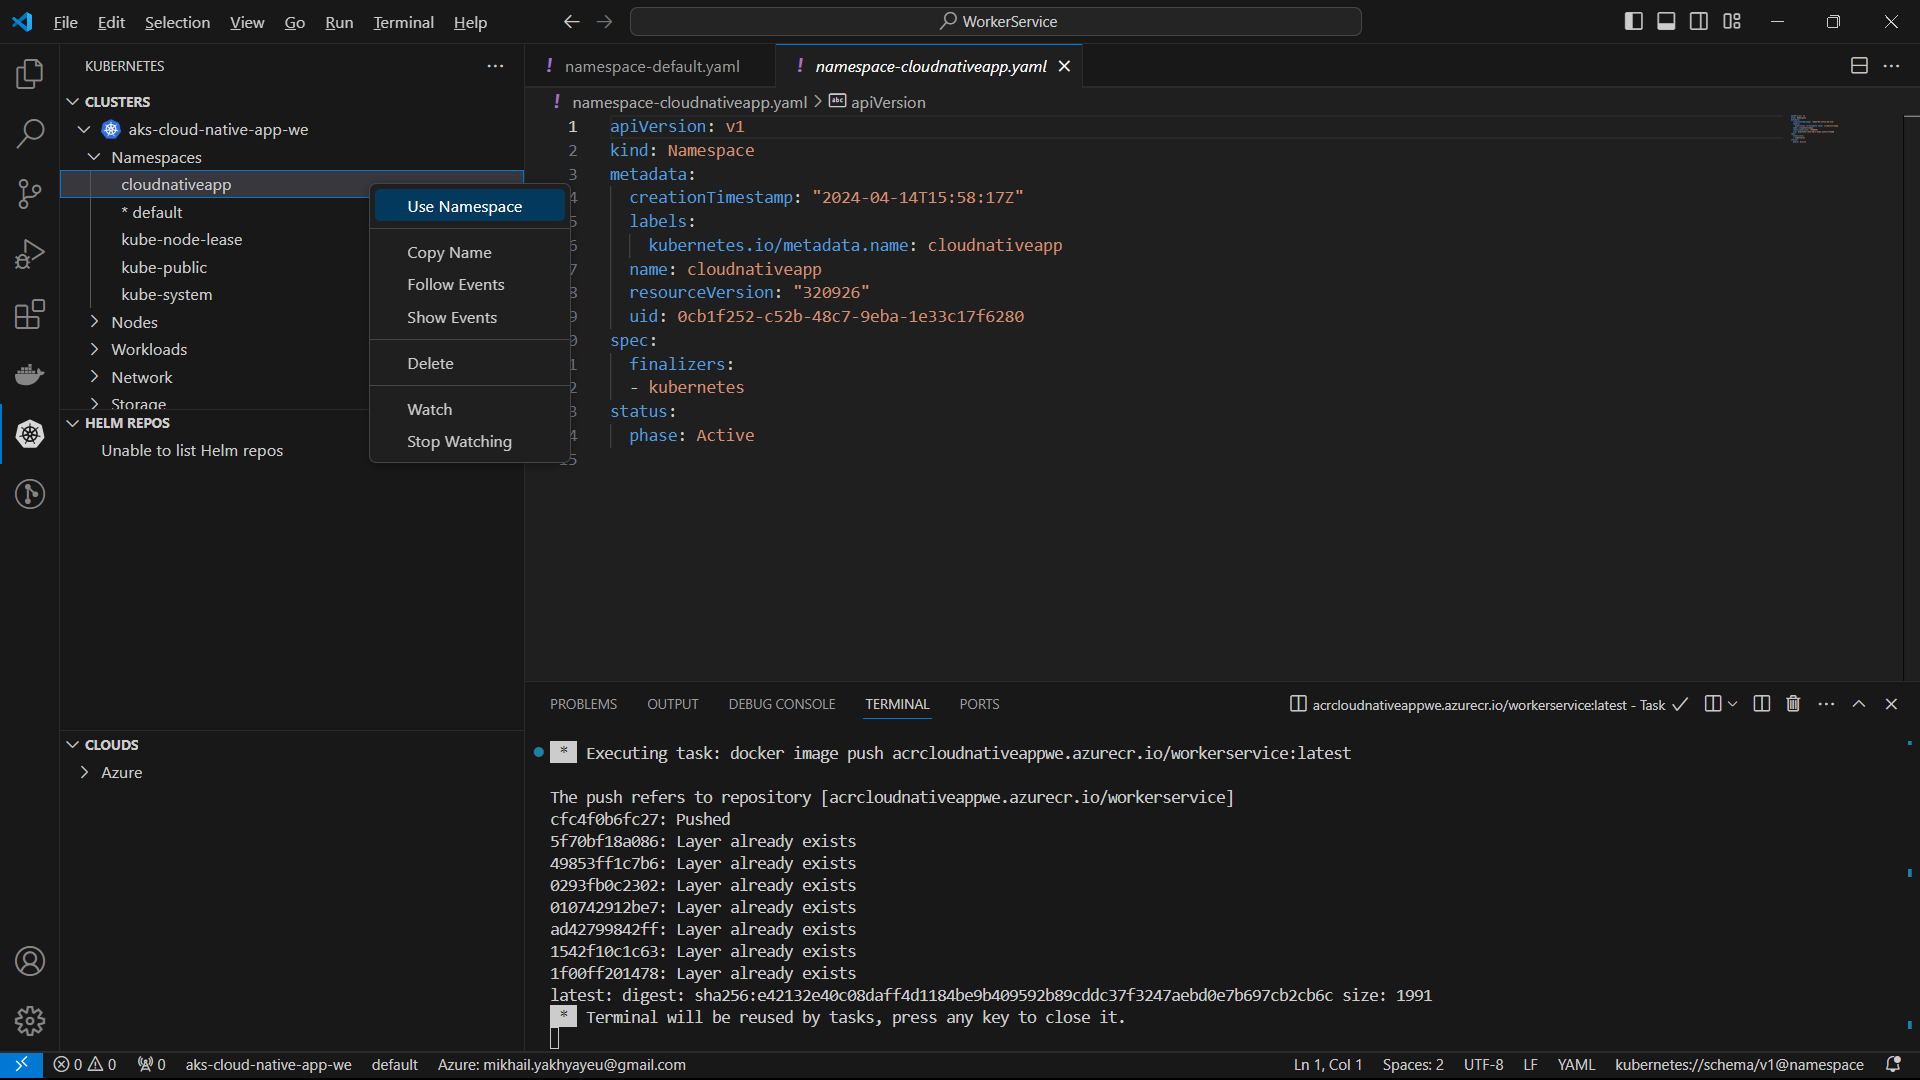 File Edit Selection View Go Run Terminal Help
WorkerService
KUBERNETES
CLUSTERS
aks-cloud-native-app-we
Namespaces
cloudnativeapp
* default
kube-node-lease
kube-public
kube-system
Nodes
Workloads
Network
Storage
HELM REPOS
Unable to list Helm repos
CLOUDS
Azure
Use Namespace
Copy Name
Follow Events
Show Events
Delete
Watch
Stop Watching
! namespace-default.yaml
! namespace-cloudnativeapp.yaml
! namespace-cloudnativeapp.yaml > abc apiVersion
1 apiVersion: v1
2 kind: Namespace
3 metadata:
4 creationTimestamp: "2024-04-14T15:58:17Z"
5 labels:
6 kubernetes.io/metadata.name: cloudnativeapp
7 name: cloudnativeapp
8 resourceVersion: "320926"
9 uid: 0cb1f252-c52b-48c7-9eba-1e33c17f6280
0 spec:
1 finalizers:
2 - kubernetes
3 status:
4 phase: Active
15
PROBLEMS OUTPUT DEBUG CONSOLE TERMINAL PORTS
acrcloudnativeappwe.azurecr.io/workerservice:latest - Task
* Executing task: docker image push acrcloudnativeappwe.azurecr.io/workerservice:latest
The push refers to repository [acrcloudnativeappwe.azurecr.io/workerservice]
cfc4f0b6fc27: Pushed
5f70bf18a086: Layer already exists
49853ff1c7b6: Layer already exists
0293fb0c2302: Layer already exists
010742912be7: Layer already exists
ad42799842ff: Layer already exists
1542f10c1c63: Layer already exists
1f00ff201478: Layer already exists
latest: digest: sha256:e42132e40c08daff4d1184be9b409592b89cddc37f3247aebd0e7b697cb2cb6c size: 1991
* Terminal will be reused by tasks, press any key to close it.
0 0 0 aks-cloud-native-app-we default Azure: mikhail.yakhyayeu@gmail.com
Ln 1, Col 1 Spaces: 2 UTF-8 LF YAML kubernetes://schema/v1@namespace